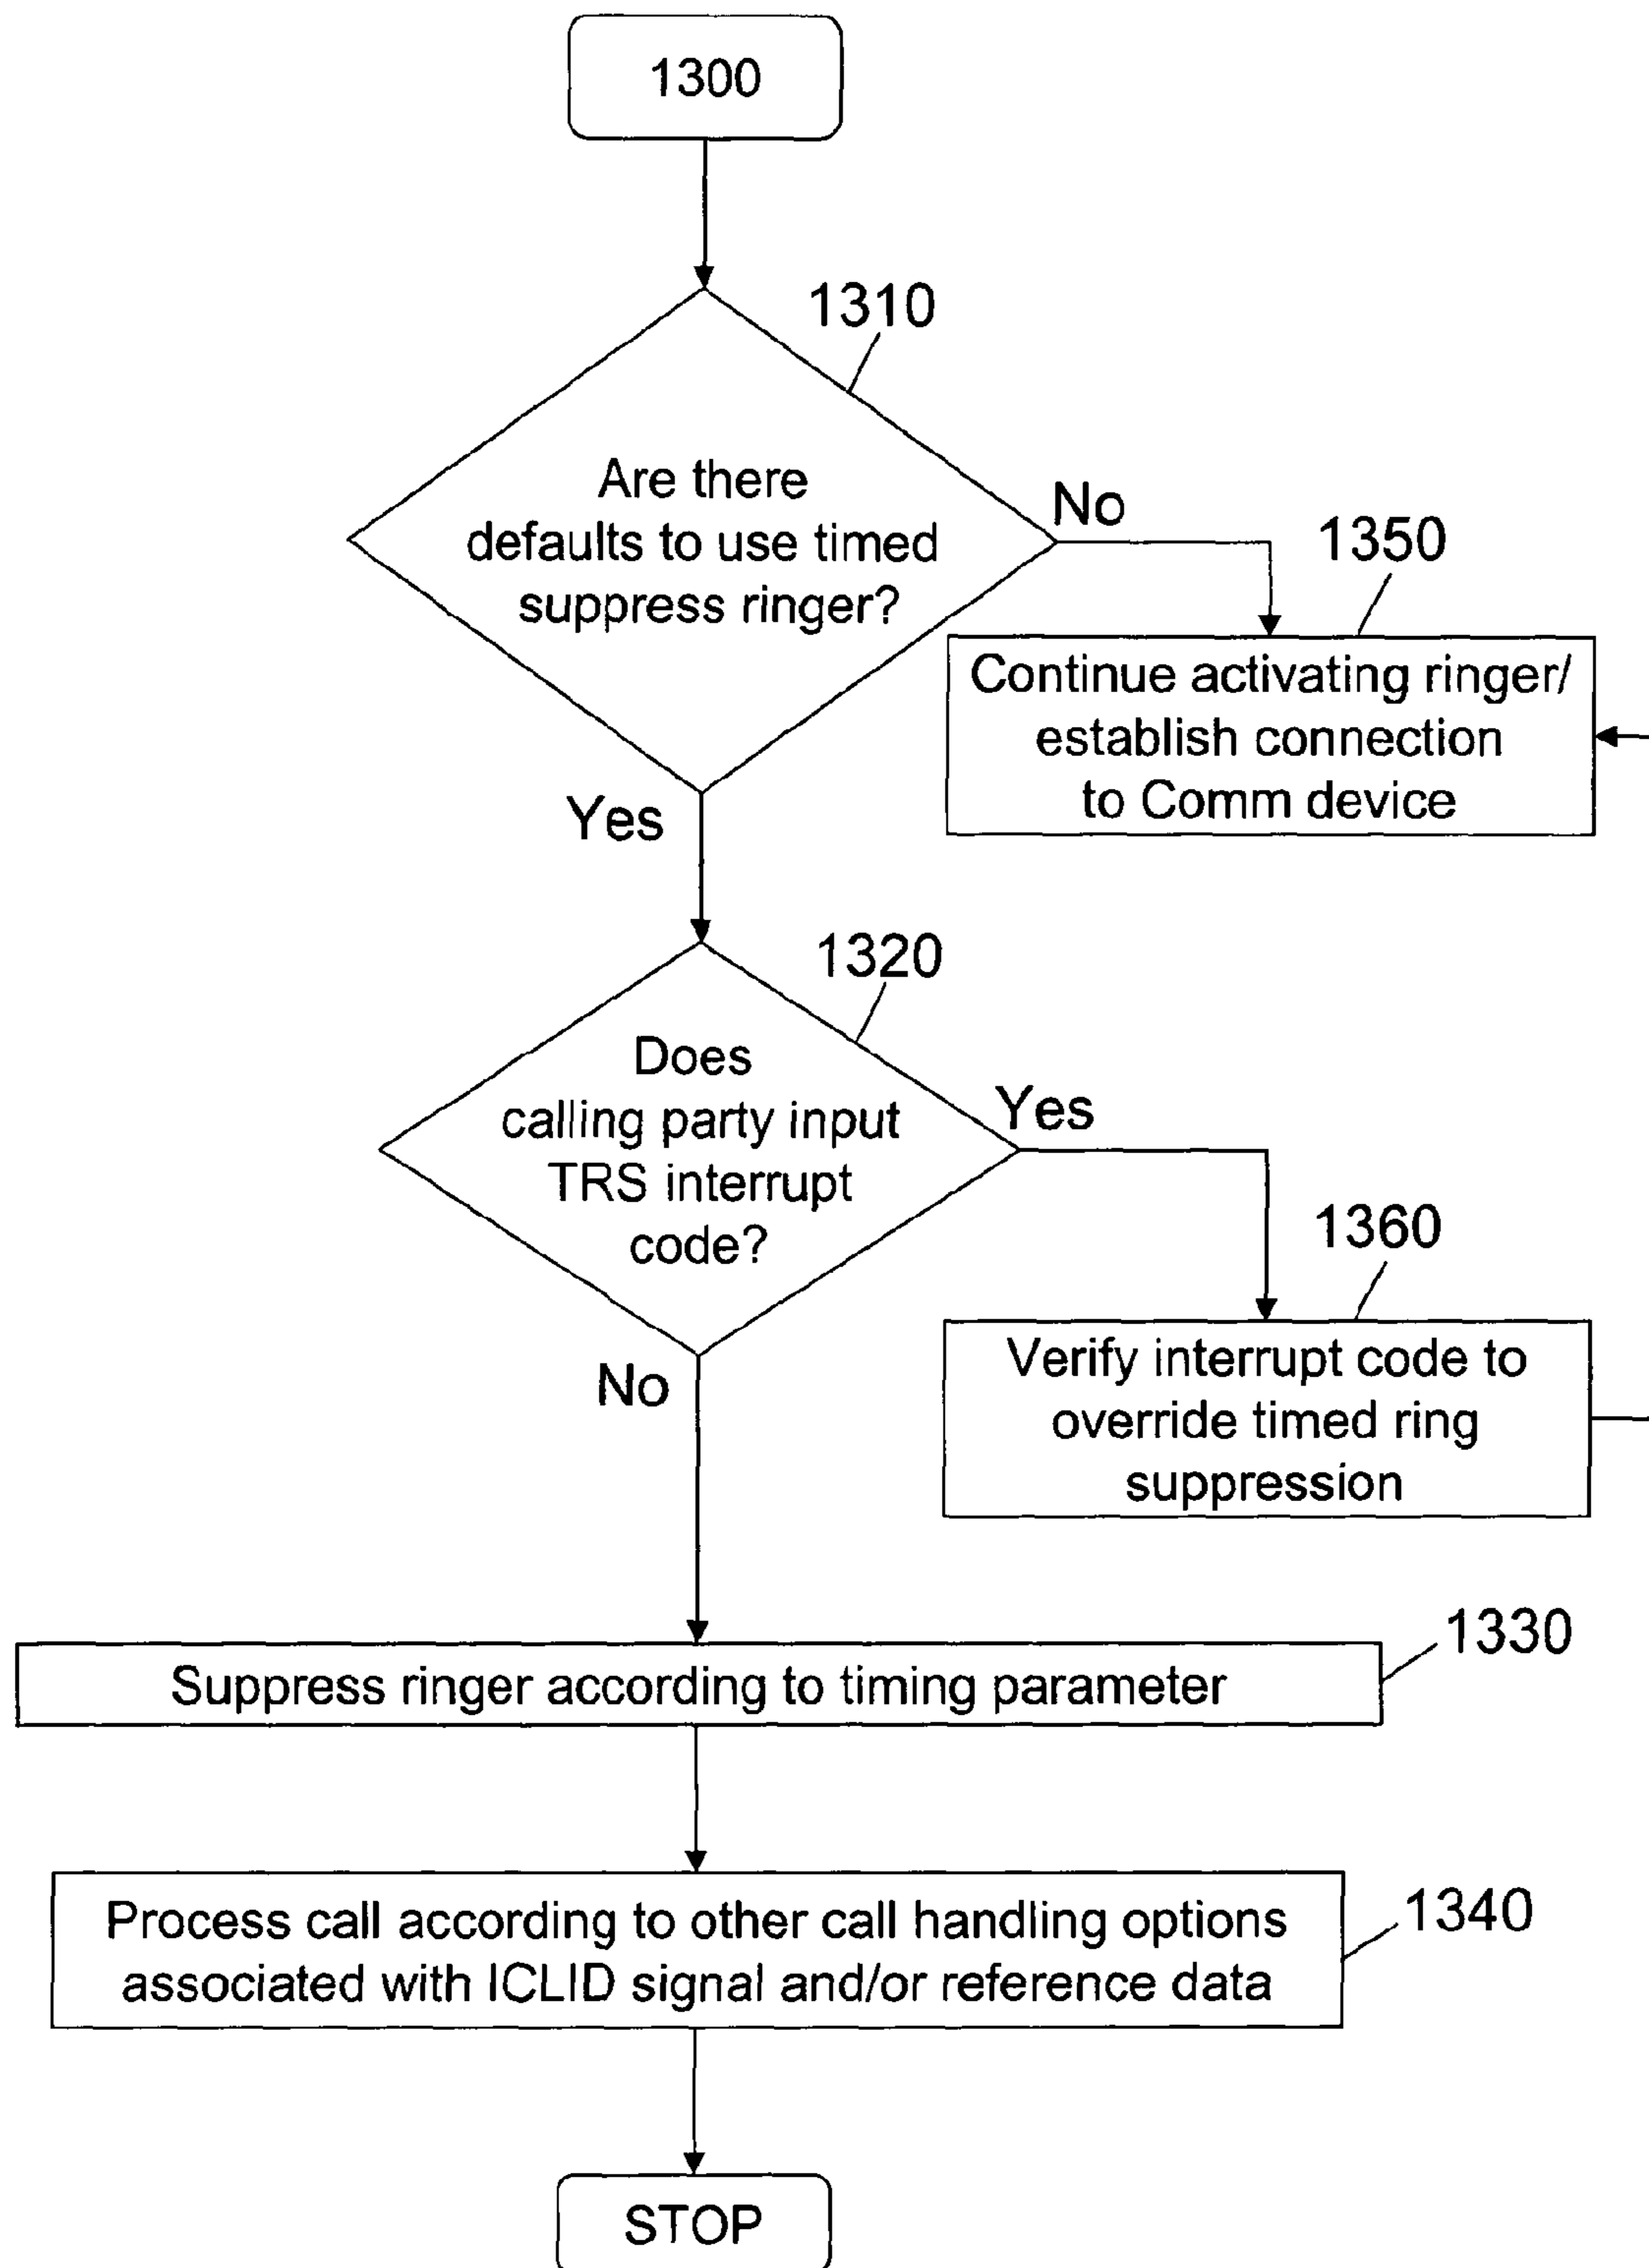 1300
1310
Are there
defaults to use timed
suppress ringer?
No
1350
Continue activating ringer/
establish connection
to Comm device
Yes
1320
Does
calling party input
TRS interrupt
code?
Yes
1360
Verify interrupt code to
override timed ring
suppression
No
1330
Suppress ringer according to timing parameter
1340
Process call according to other call handling options
associated with ICLID signal and/or reference data
STOP